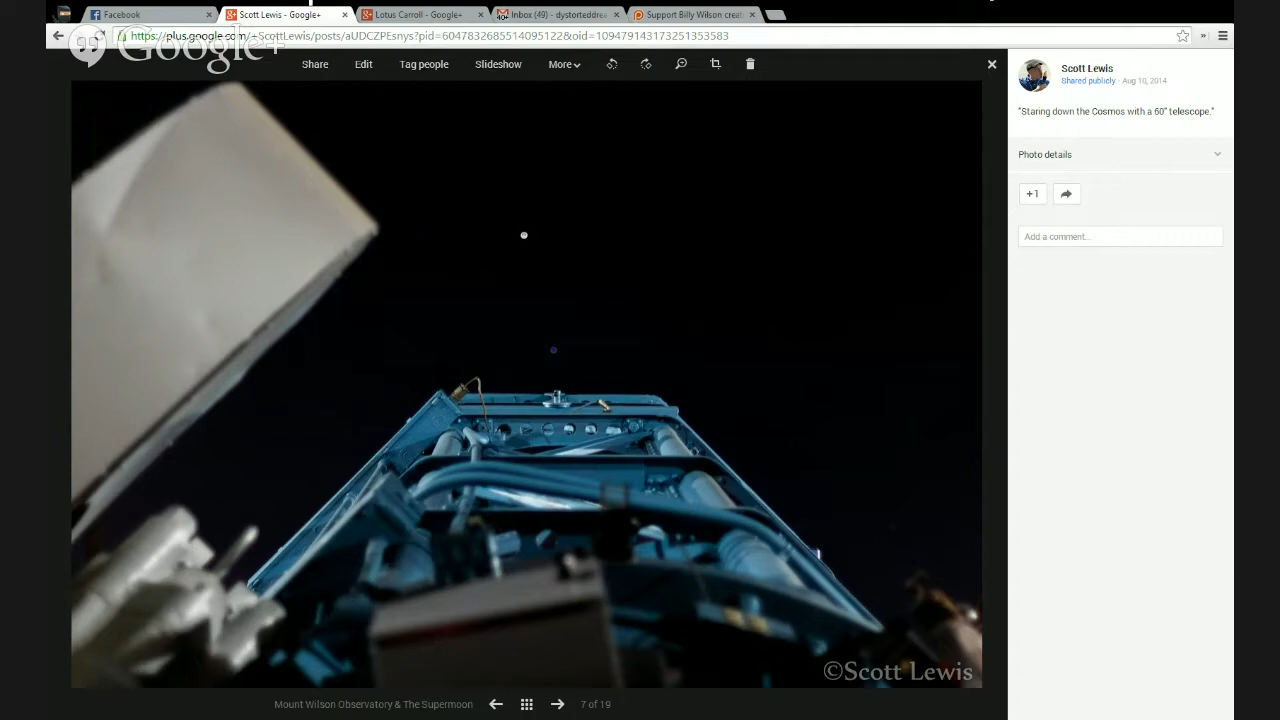 Facebook
Scott Lewis - Google+
Lotus Carroll - Google+
Inbox (49) - dystorteddrea
Support Billy Wilson creat
https://plus.google.com/+ScottLewis/posts/aUDCZPEsnys?pid=6047832685514095122&oid=109479143173251353583
Google+
Share
Edit
Tag people
Slideshow
More
Scott Lewis
Shared publicly - Aug 10, 2014
"Staring down the Cosmos with a 60" telescope."
Photo details
+1
Add a comment...
©Scott Lewis
Mount Wilson Observatory & The Supermoon
7 of 19